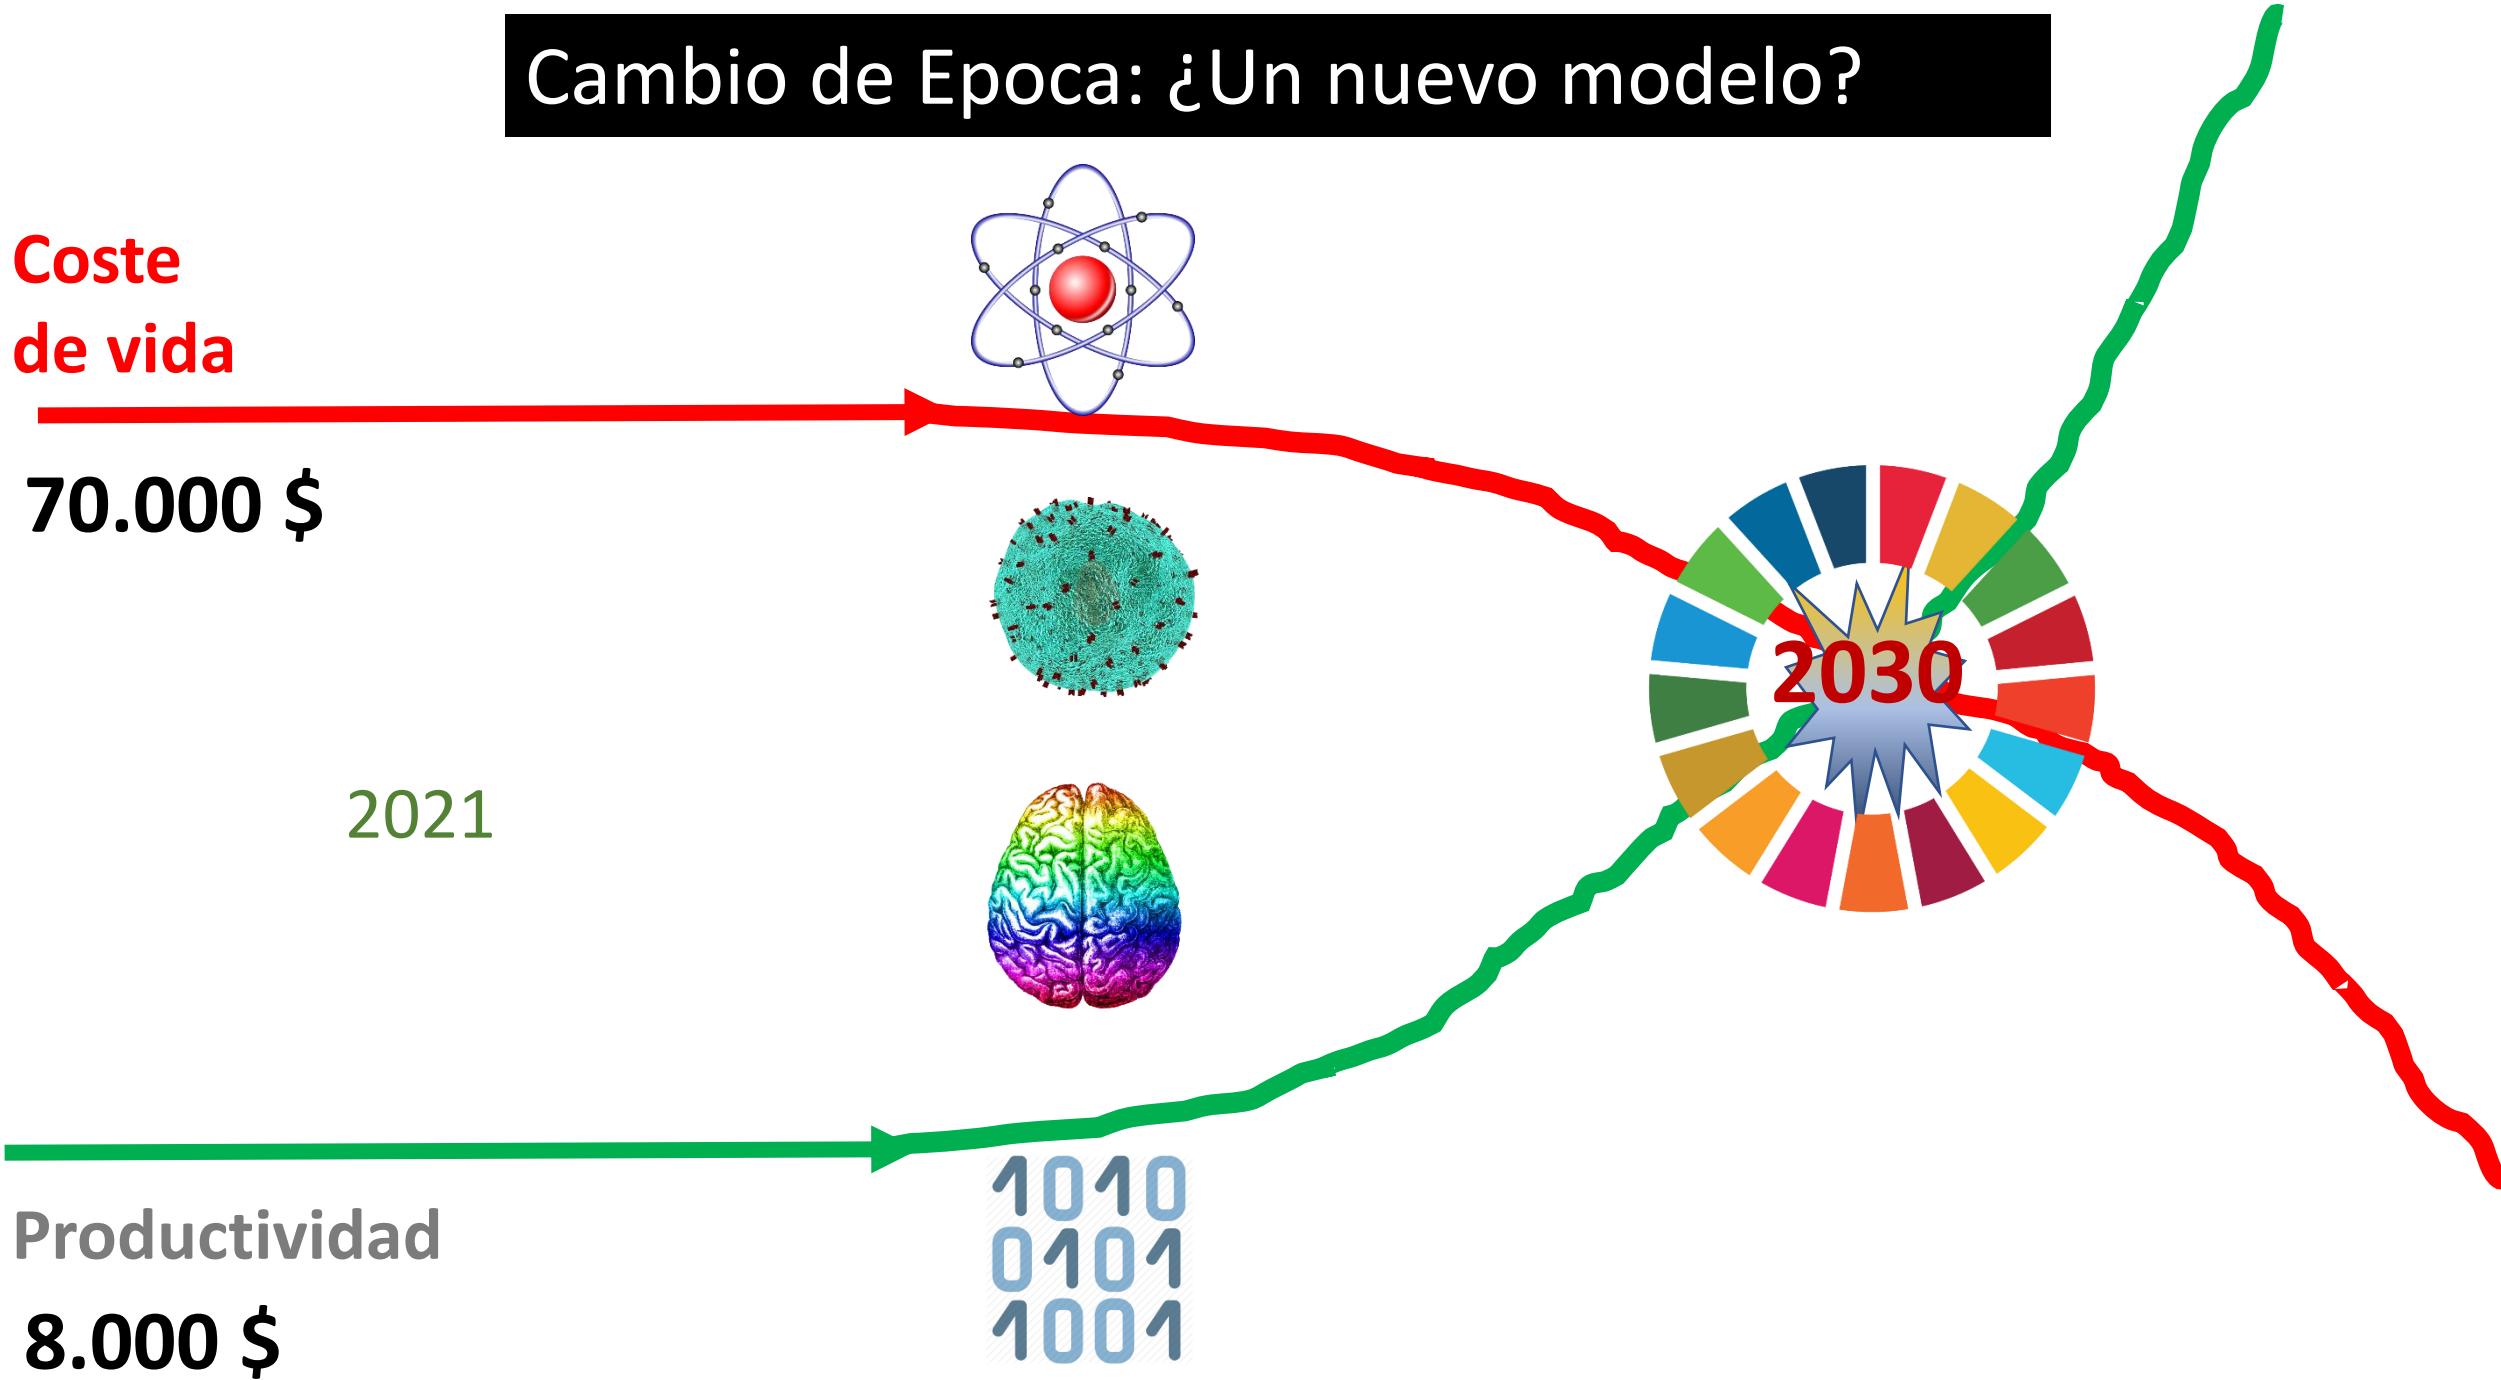 Cambio de Epoca: ¿Un nuevo modelo?
Coste
de vida
70.000 $
2030
2021
Productividad
8.000 $
1010
0101
1001